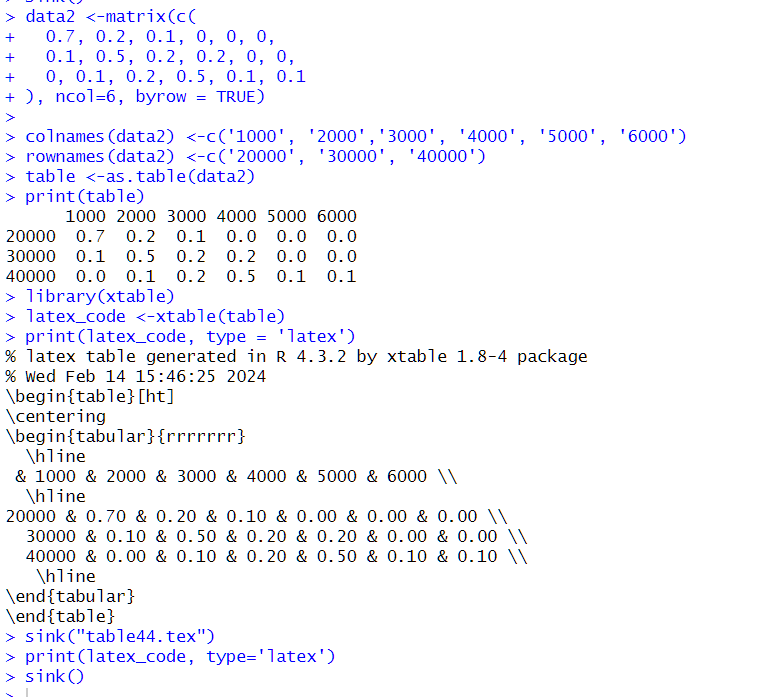 > sink()
> data2 <-matrix(c(
+   0.7, 0.2, 0.1, 0, 0, 0,
+   0.1, 0.5, 0.2, 0.2, 0, 0,
+   0, 0.1, 0.2, 0.5, 0.1, 0.1
+ ), ncol=6, byrow = TRUE)
>
> colnames(data2) <-c('1000', '2000','3000', '4000', '5000', '6000')
> rownames(data2) <-c('20000', '30000', '40000')
> table <-as.table(data2)
> print(table)
      1000 2000 3000 4000 5000 6000
20000  0.7  0.2  0.1  0.0  0.0  0.0
30000  0.1  0.5  0.2  0.2  0.0  0.0
40000  0.0  0.1  0.2  0.5  0.1  0.1
> library(xtable)
> latex_code <-xtable(table)
> print(latex_code, type = 'latex')
% latex table generated in R 4.3.2 by xtable 1.8-4 package
% Wed Feb 14 15:46:25 2024
\begin{table}[ht]
\centering
\begin{tabular}{rrrrrrr}
  \hline
 & 1000 & 2000 & 3000 & 4000 & 5000 & 6000 \\
  \hline
20000 & 0.70 & 0.20 & 0.10 & 0.00 & 0.00 & 0.00 \\
  30000 & 0.10 & 0.50 & 0.20 & 0.20 & 0.00 & 0.00 \\
  40000 & 0.00 & 0.10 & 0.20 & 0.50 & 0.10 & 0.10 \\
   \hline
\end{tabular}
\end{table}
> sink("table44.tex")
> print(latex_code, type='latex')
> sink()
>